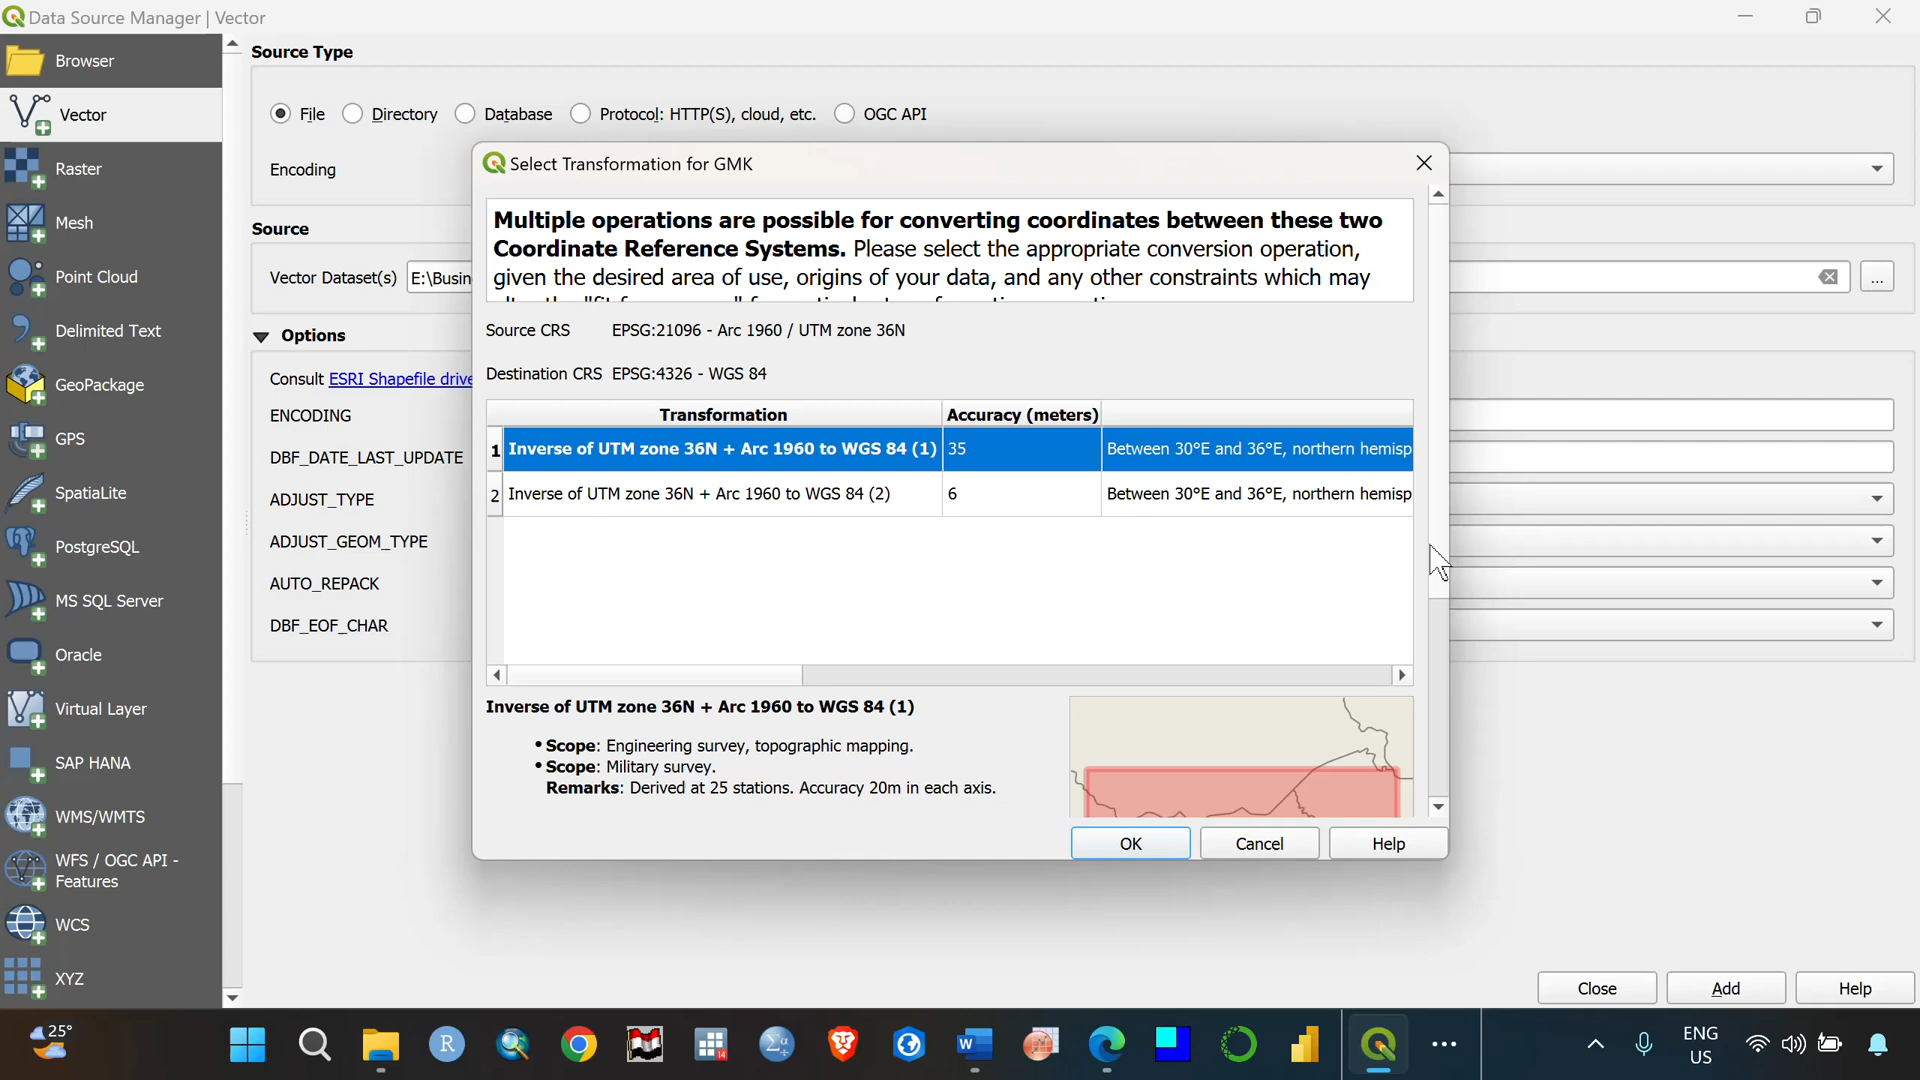 Data Source Manager | Vector
Browser
Vector
Raster
Mesh
Point Cloud
Delimited Text
GeoPackage
GPS
SpatiaLite
PostgreSQL
MS SQL Server
Oracle
Virtual Layer
SAP HANA
WMS/WMTS
WFS / OGC API -
Features
WCS
XYZ
Source Type
File
Directory
Database
Protocol: HTTP(S), cloud, etc.
OGC API
Encoding
Source
Vector Dataset(s) E:\Busin
...
Options
Consult ESRI Shapefile drive
ENCODING
DBF_DATE_LAST_UPDATE
ADJUST_TYPE
ADJUST_GEOM_TYPE
AUTO_REPACK
DBF_EOF_CHAR
Select Transformation for GMK
Multiple operations are possible for converting coordinates between these two
Coordinate Reference Systems. Please select the appropriate conversion operation,
given the desired area of use, origins of your data, and any other constraints which may
Source CRS EPSG:21096 - Arc 1960 / UTM zone 36N
Destination CRS EPSG:4326 - WGS 84
Transformation Accuracy (meters)
1 Inverse of UTM zone 36N + Arc 1960 to WGS 84 (1) 35 Between 30°E and 36°E, northern hemisp
2 Inverse of UTM zone 36N + Arc 1960 to WGS 84 (2) 6 Between 30°E and 36°E, northern hemisp
Inverse of UTM zone 36N + Arc 1960 to WGS 84 (1)
• Scope: Engineering survey, topographic mapping.
• Scope: Military survey.
Remarks: Derived at 25 stations. Accuracy 20m in each axis.
OK Cancel Help
Close Add Help
25°
R
14
W
ENG
US